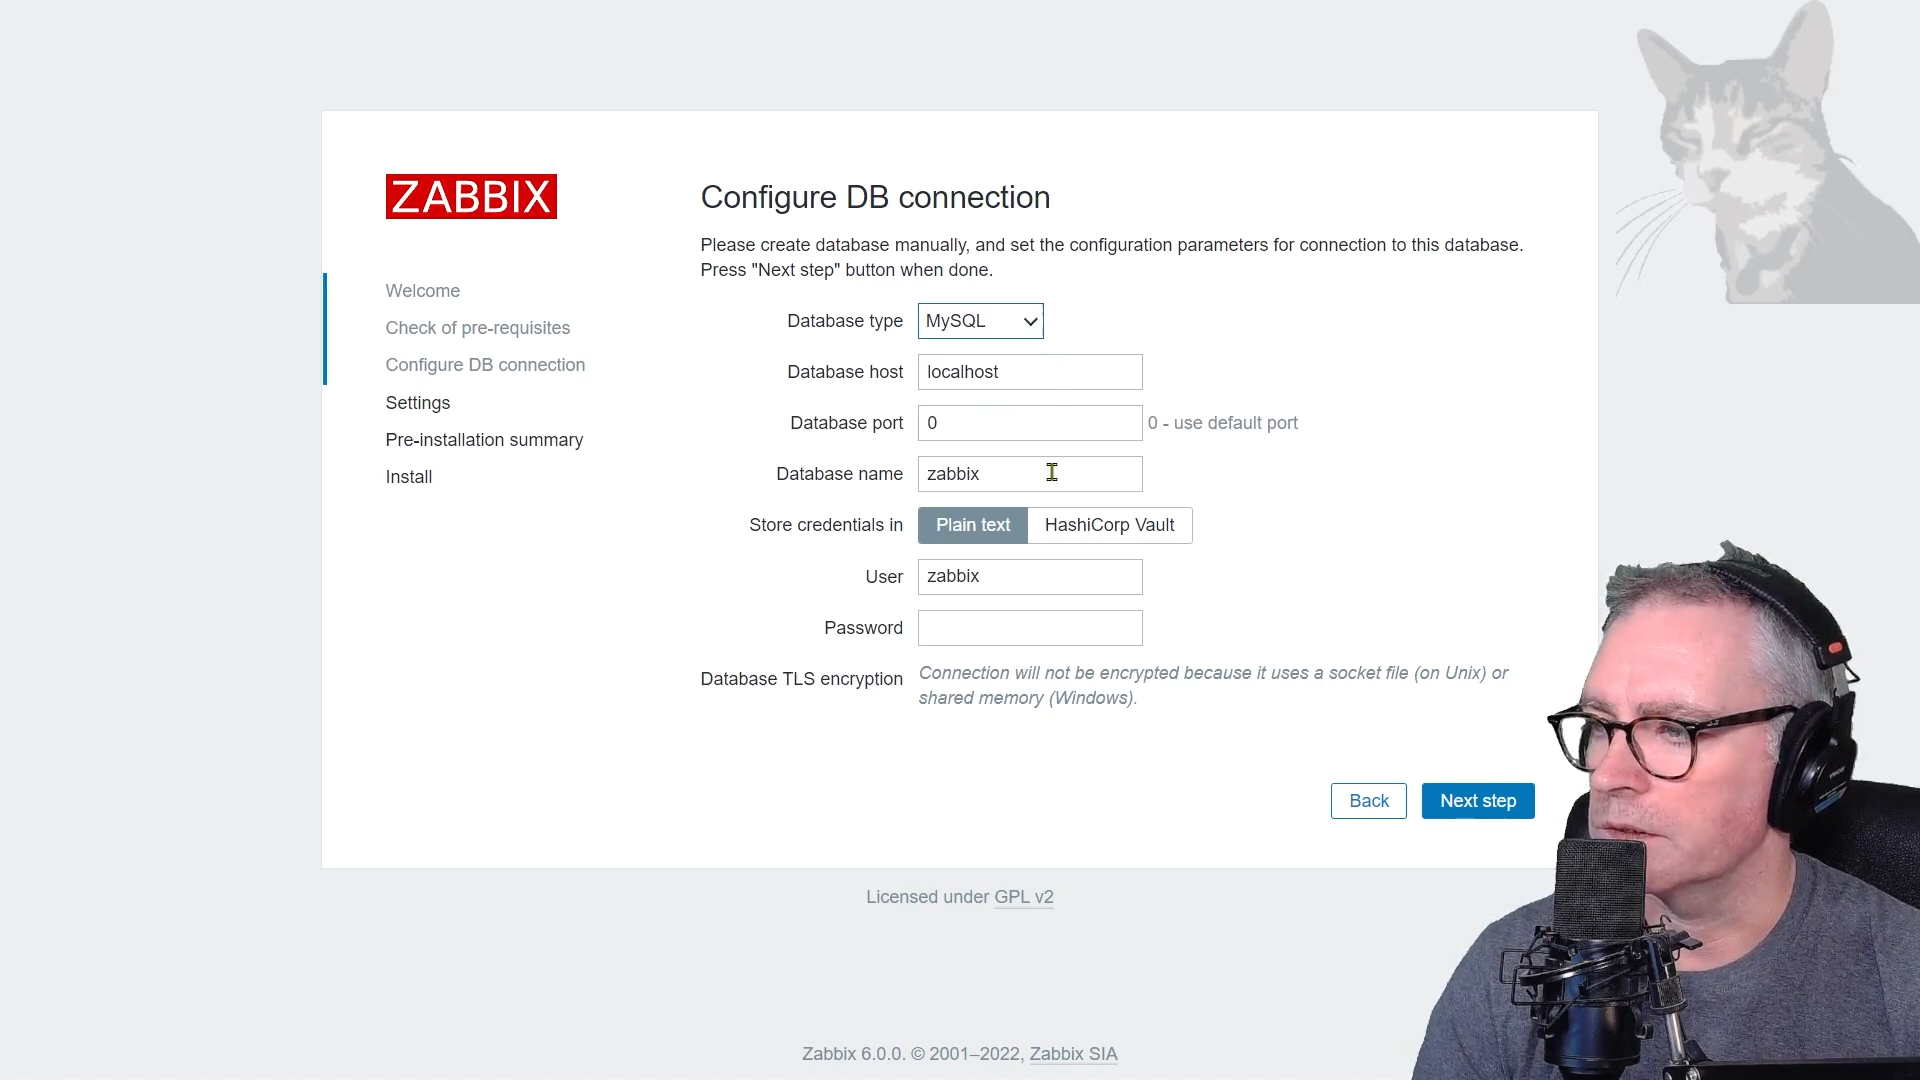 ZABBIX
Welcome
Check of pre-requisites
Configure DB connection
Settings
Pre-installation summary
Install
Configure DB connection
Please create database manually, and set the configuration parameters for connection to this database.
Press "Next step" button when done.
Database type MySQL
Database host localhost
Database port 0 0 - use default port
Database name zabbix
Store credentials in Plain text HashiCorp Vault
User zabbix
Password
Database TLS encryption Connection will not be encrypted because it uses a socket file (on Unix) or
shared memory (Windows).
Back Next step
Licensed under GPL v2
Zabbix 6.0.0. © 2001–2022, Zabbix SIA